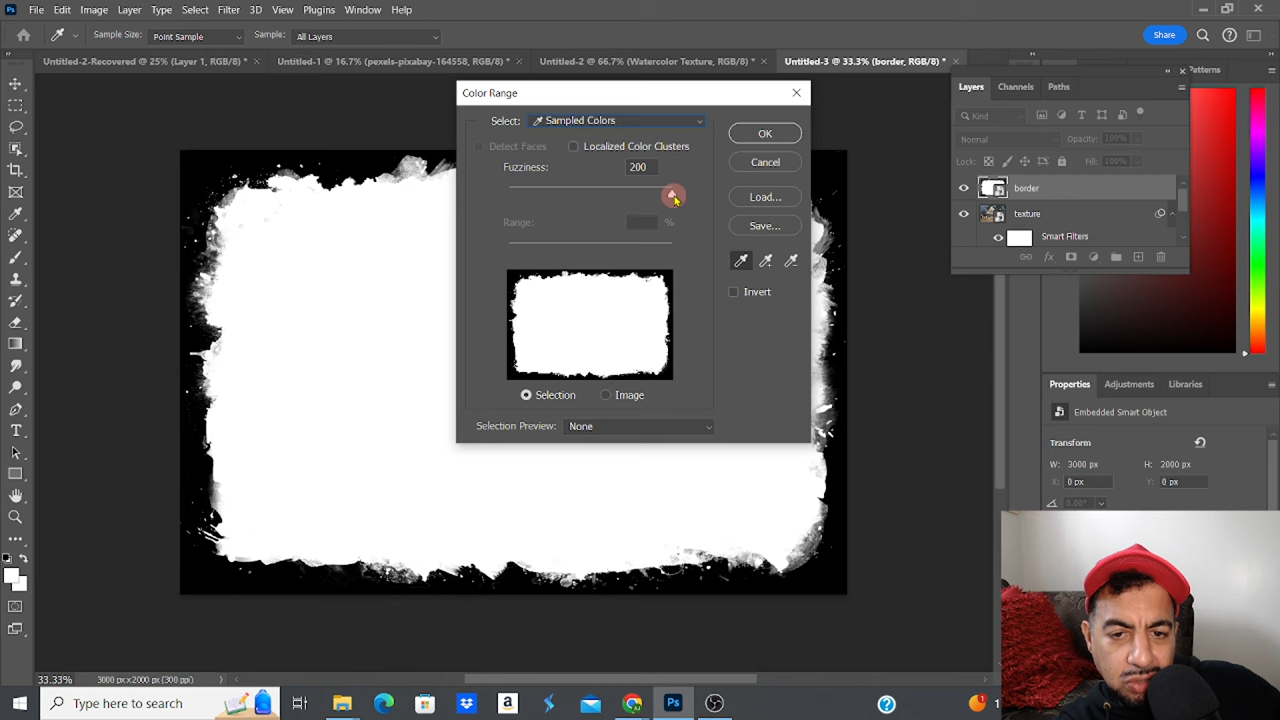 Ps File Edit Image Layer Type Select Filter 3D View Plugins Window Help
Sample Size: Point Sample Sample: All Layers Share
Untitled-2-Recovered @ 25% (Layer 1, RGB/8) * Untitled-1 @ 16.7% (pexels-pixabay-164558, RGB/8) * Untitled-2 @ 66.7% (Watercolor Texture, RGB/8) * Untitled-3 @ 33.3% (border, RGB/8) *
Patterns
Layers Channels Paths
Kind
Normal Opacity: 100%
Lock: Fill: 100%
border
texture
Smart Filters
Color Range
Select: Sampled Colors
Detect Faces Localized Color Clusters
Fuzziness: 200
Range: %
Selection Image
Selection Preview: None
OK
Cancel
Load...
Save...
Invert
Properties Adjustments Libraries
Embedded Smart Object
Transform
W: 3000 px H: 2000 px
X: 0 px Y: 0 px
0.00°
33.33% 3000 px x 2000 px (300 ppi)
Type here to search